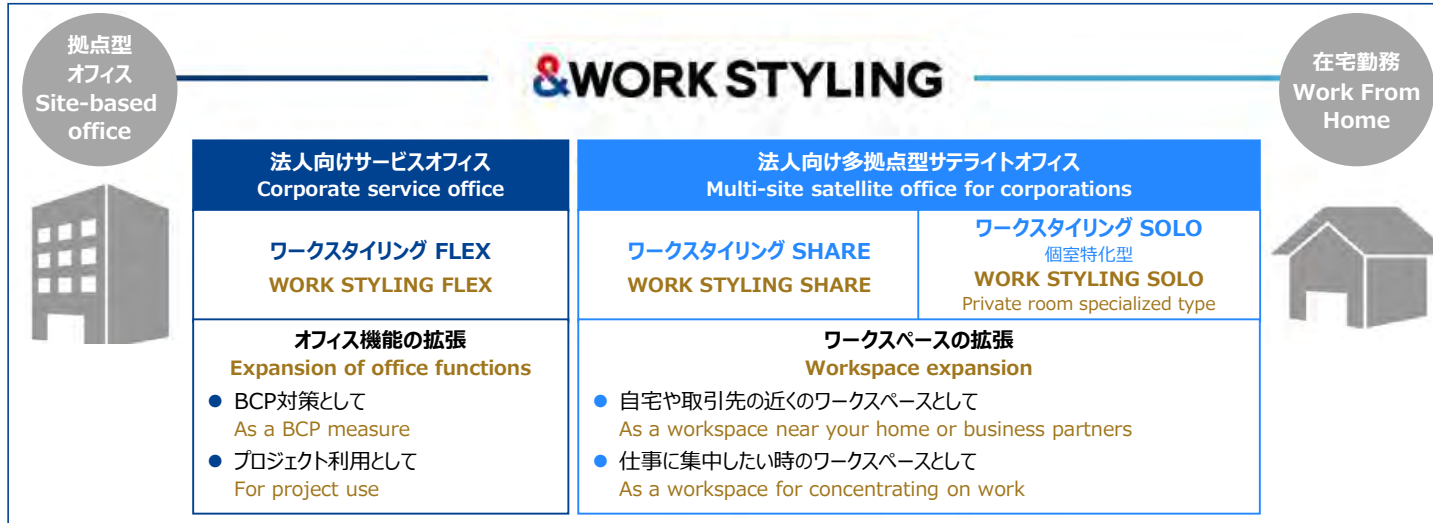 拠点型
オフィス
Site-based
office
&WORK STYLING
在宅勤務
Work From
Home
法人向けサービスオフィス
Corporate service office
法人向け多拠点型サテライトオフィス
Multi-site satellite office for corporations
ワークスタイリング FLEX
WORK STYLING FLEX
ワークスタイリング SHARE
WORK STYLING SHARE
ワークスタイリング SOLO
個室特化型
WORK STYLING SOLO
Private room specialized type
オフィス機能の拡張
Expansion of office functions
● BCP対策として
As a BCP measure
● プロジェクト利用として
For project use
ワークスペースの拡張
Workspace expansion
● 自宅や取引先の近くのワークスペースとして
As a workspace near your home or business partners
● 仕事に集中したい時のワークスペースとして
As a workspace for concentrating on work